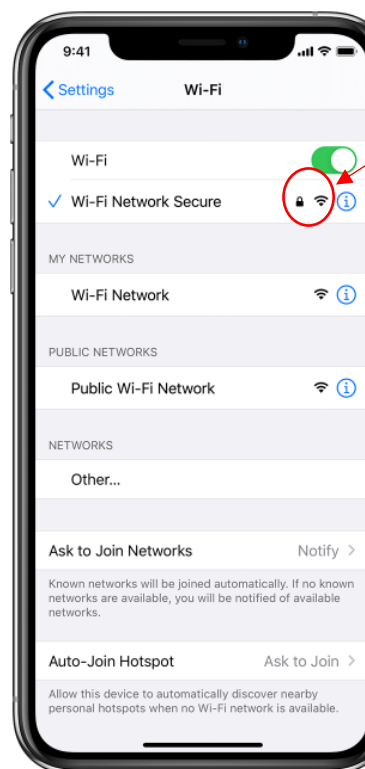 9:41
Settings Wi-Fi
Wi-Fi
Wi-Fi Network Secure
MY NETWORKS
Wi-Fi Network
PUBLIC NETWORKS
Public Wi-Fi Network
NETWORKS
Other...
Ask to Join Networks Notify
Known networks will be joined automatically. If no known
networks are available, you will be notified of available
networks.
Auto-Join Hotspot Ask to Join
Allow this device to automatically discover nearby
personal hotspots when no Wi-Fi network is available.